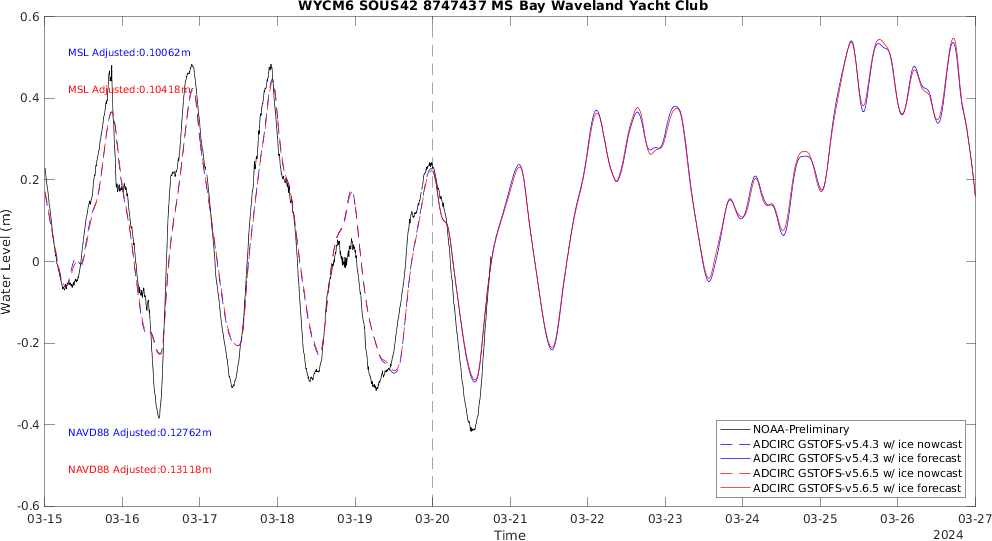 WYCM6 SOUS42 8747437 MS Bay Waveland Yacht Club
0.6
MSL Adjusted:0.10062m
MSL Adjusted:0.10418m
0.4
0.2
0
-0.2
-0.4
-0.6
Water Level (m)
NAVD88 Adjusted:0.12762m
NAVD88 Adjusted:0.13118m
NOAA-Preliminary
ADCIRC GSTOFS-v5.4.3 w/ ice nowcast
ADCIRC GSTOFS-v5.4.3 w/ ice forecast
ADCIRC GSTOFS-v5.6.5 w/ ice nowcast
ADCIRC GSTOFS-v5.6.5 w/ ice forecast
03-15 03-16 03-17 03-18 03-19 03-20 03-21 03-22 03-23 03-24 03-25 03-26 03-27
Time
2024